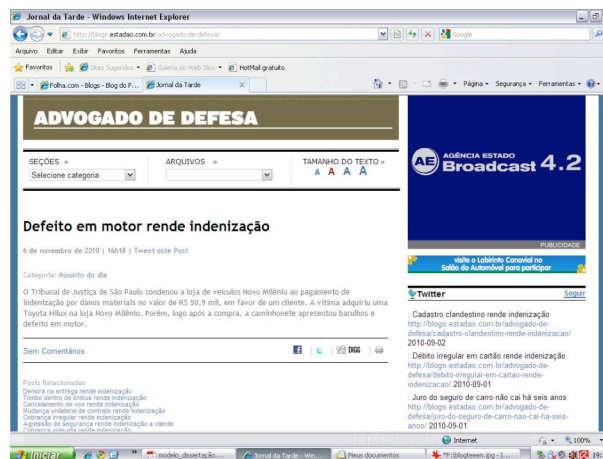 Jornal da Tarde - Windows Internet Explorer
http://blogs.estadao.com.br/advogado-de-defesa/
Google
Arquivo Editar Exibir Favoritos Ferramentas Ajuda
Favoritos Sites Sugeridos Galeria do Web Slice HotMail gratuito
Folha.com - Blogs - Blog do F... Jornal da Tarde X
Página Segurança Ferramentas
ADVOGADO DE DEFESA
SEÇÕES » ARQUIVOS » TAMANHO DO TEXTO »
Selecione categoria A A A A
AE AGÊNCIA ESTADO
Broadcast 4.2
PUBLICIDADE
visite o Labirinto Canavial no
Salão do Automóvel para participar
Defeito em motor rende indenização
6 de novembro de 2010 | 16h18 | Tweet este Post
Categoria: Assunto do dia
O Tribunal de Justiça de São Paulo condenou a loja de veículos Novo Milênio ao pagamento de
indenização por danos materiais no valor de R$ 50,9 mil, em favor de um cliente. A vítima adquiriu uma
Toyota Hilux na loja Novo Milênio. Porém, logo após a compra, a caminhonete apresentou barulhos e
defeito em motor.
Sem Comentários
DIGG
Posts Relacionados
Demora na entrega rende indenização
Tombo dentro de ônibus rende indenização
Cancelamento de voo rende indenização
Mudança unilateral de contrato rende indenização
Cobrança irregular rende indenização
Agressão de segurança rende indenização a cliente
Cobrança indevida rende indenização
Twitter Seguir
: Cadastro clandestino rende indenização
http://blogs.estadao.com.br/advogado-de-
defesa/cadastro-clandestino-rende-indenizacao/
2010-09-02
: Débito irregular em cartão rende indenização
http://blogs.estadao.com.br/advogado-de-
defesa/debito-irregular-em-cartao-rende-
indenizacao/ 2010-09-01
: Juro do seguro de carro não cai há seis anos
http://blogs.estadao.com.br/advogado-de-
defesa/juro-do-seguro-de-carro-nao-cai-ha-seis-
anos/ 2010-09-01
Internet 100%
Iniciar modelo_dissertação.... Jornal da Tarde - Win... Meus documentos